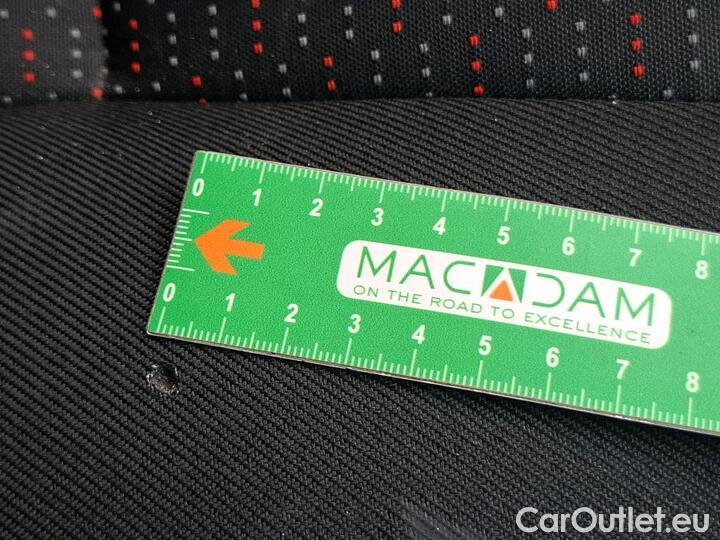 0 1 2 3 4 5 6 7 8
MACADAM
ON THE ROAD TO EXCELLENCE
0 1 2 3 4 5 6 7 8
CarOutlet.eu